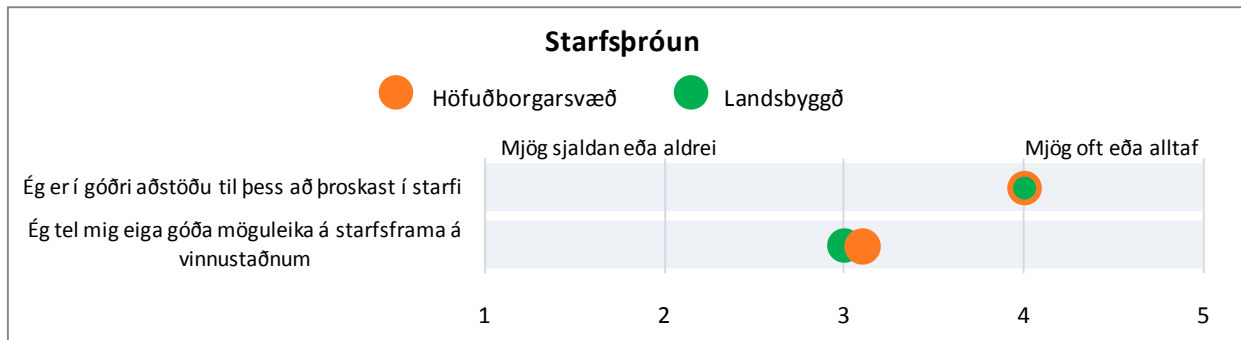 Starfsþróun
Höfuðborgarsvæð
Landsbyggð
Mjög sjaldan eða aldrei
Mjög oft eða alltaf
Ég er í góðri aðstöðu til þess að þroskast í starfi
Ég tel mig eiga góða möguleika á starfsframa á
vinnustaðnum
1 2 3 4 5